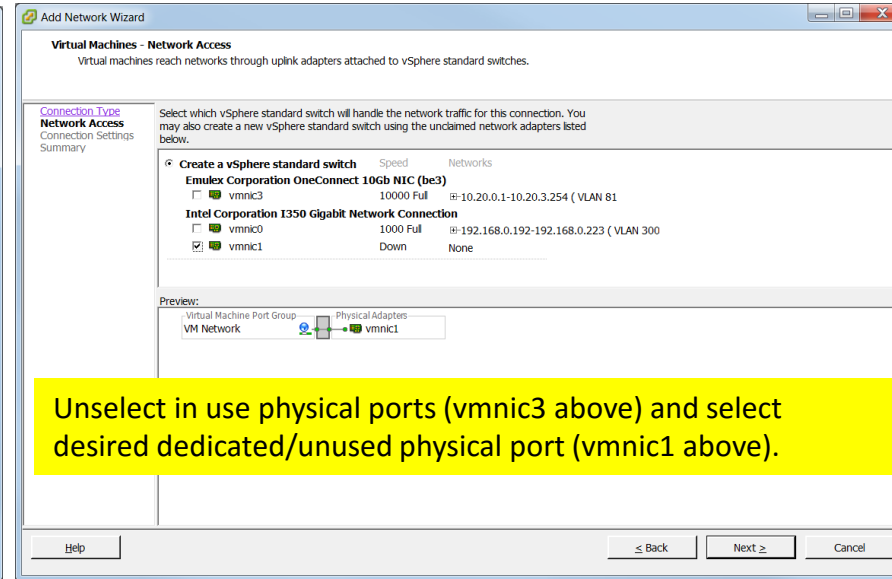 Add Network Wizard
Virtual Machines - Network Access
Virtual machines reach networks through uplink adapters attached to vSphere standard switches.
Connection Type
Network Access
Connection Settings
Summary
Select which vSphere standard switch will handle the network traffic for this connection. You
may also create a new vSphere standard switch using the unclaimed network adapters listed
below.
Create a vSphere standard switch Speed Networks
Emulex Corporation OneConnect 10Gb NIC (be3)
vmnic3 10000 Full 10.20.0.1-10.20.3.254 ( VLAN 81
Intel Corporation I350 Gigabit Network Connection
vmnic0 1000 Full 192.168.0.192-192.168.0.223 ( VLAN 300
vmnic1 Down None
Preview:
Virtual Machine Port Group Physical Adapters
VM Network vmnic1
Unselect in use physical ports (vmnic3 above) and select
desired dedicated/unused physical port (vmnic1 above).
Help ≤ Back Next ≥ Cancel